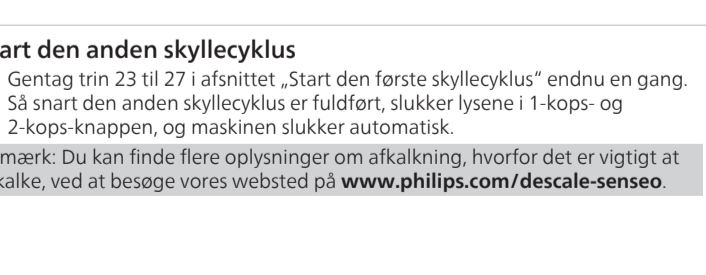 art den anden skyllecyklus
Gentag trin 23 til 27 i afsnittet „Start den første skyllecyklus“ endnu en gang.
Så snart den anden skyllecyklus er fuldført, slukker lysene i 1-kops- og
2-kops-knappen, og maskinen slukker automatisk.
mærk: Du kan finde flere oplysninger om afkalkning, hvorfor det er vigtigt at
kalke, ved at besøge vores websted på www.philips.com/descale-senseo.